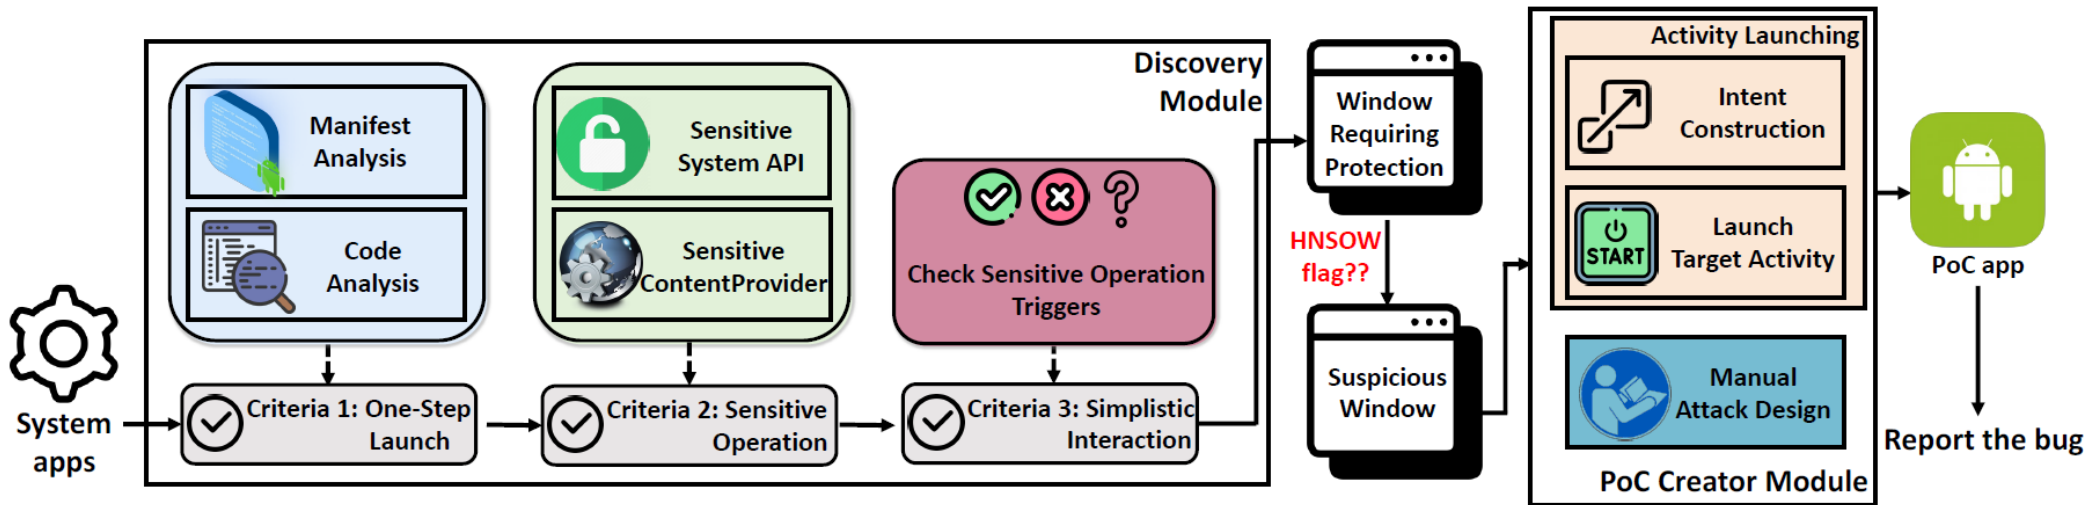 Discovery
Module
Manifest
Analysis
Code
Analysis
Sensitive
System API
Sensitive
ContentProvider
Check Sensitive Operation
Triggers
System
apps
Criteria 1: One-Step
Launch
Criteria 2: Sensitive
Operation
Criteria 3: Simplistic
Interaction
Window
Requiring
Protection
HNSOW
flag??
Suspicious
Window
Activity Launching
Intent
Construction
START
Launch
Target Activity
Manual
Attack Design
PoC Creator Module
PoC app
Report the bug